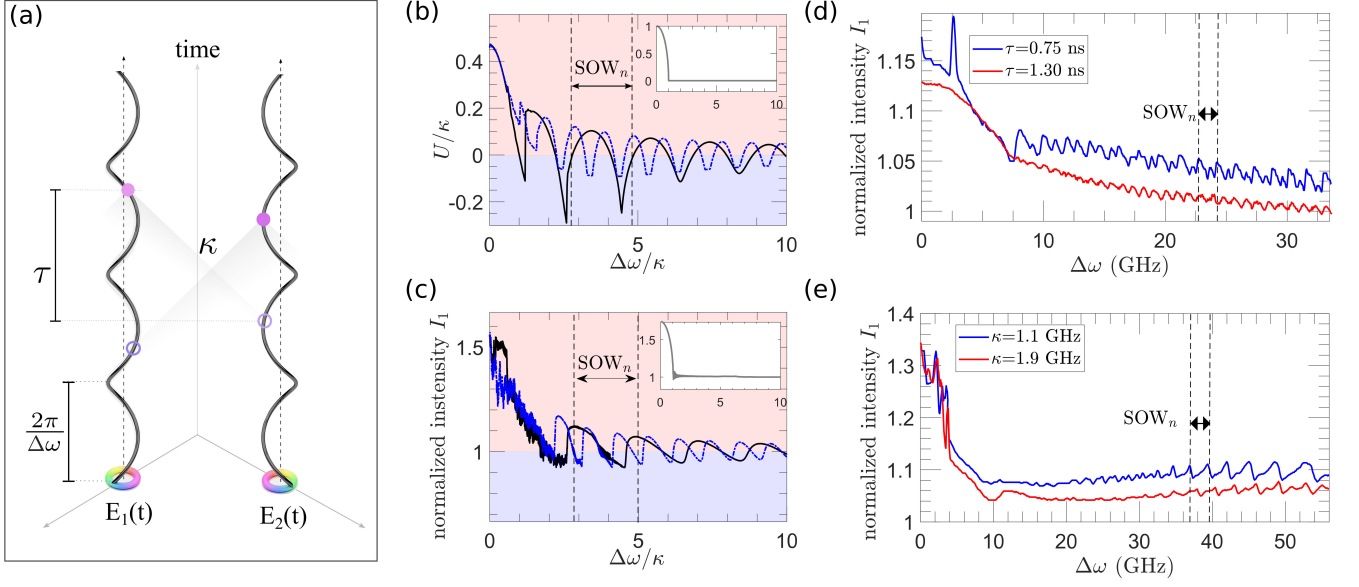 (a)
time
κ
τ
2π
Δω
E₁(t)
E₂(t)
(b)
U/κ
0.4
0.2
0
-0.2
SOWₙ
1
0
0
5
10
0
5
10
Δω/κ
(c)
normalized instensity I₁
1.5
1
SOWₙ
1.5
1
0
5
10
0
5
10
Δω/κ
(d)
normalized intensity I₁
1.15
1.1
1.05
1
τ=0.75 ns
τ=1.30 ns
SOWₙ
0
10
20
30
Δω (GHz)
(e)
normalized intensity I₁
1.4
1.3
1.2
1.1
1
κ=1.1 GHz
κ=1.9 GHz
SOWₙ
0
10
20
30
40
50
Δω (GHz)